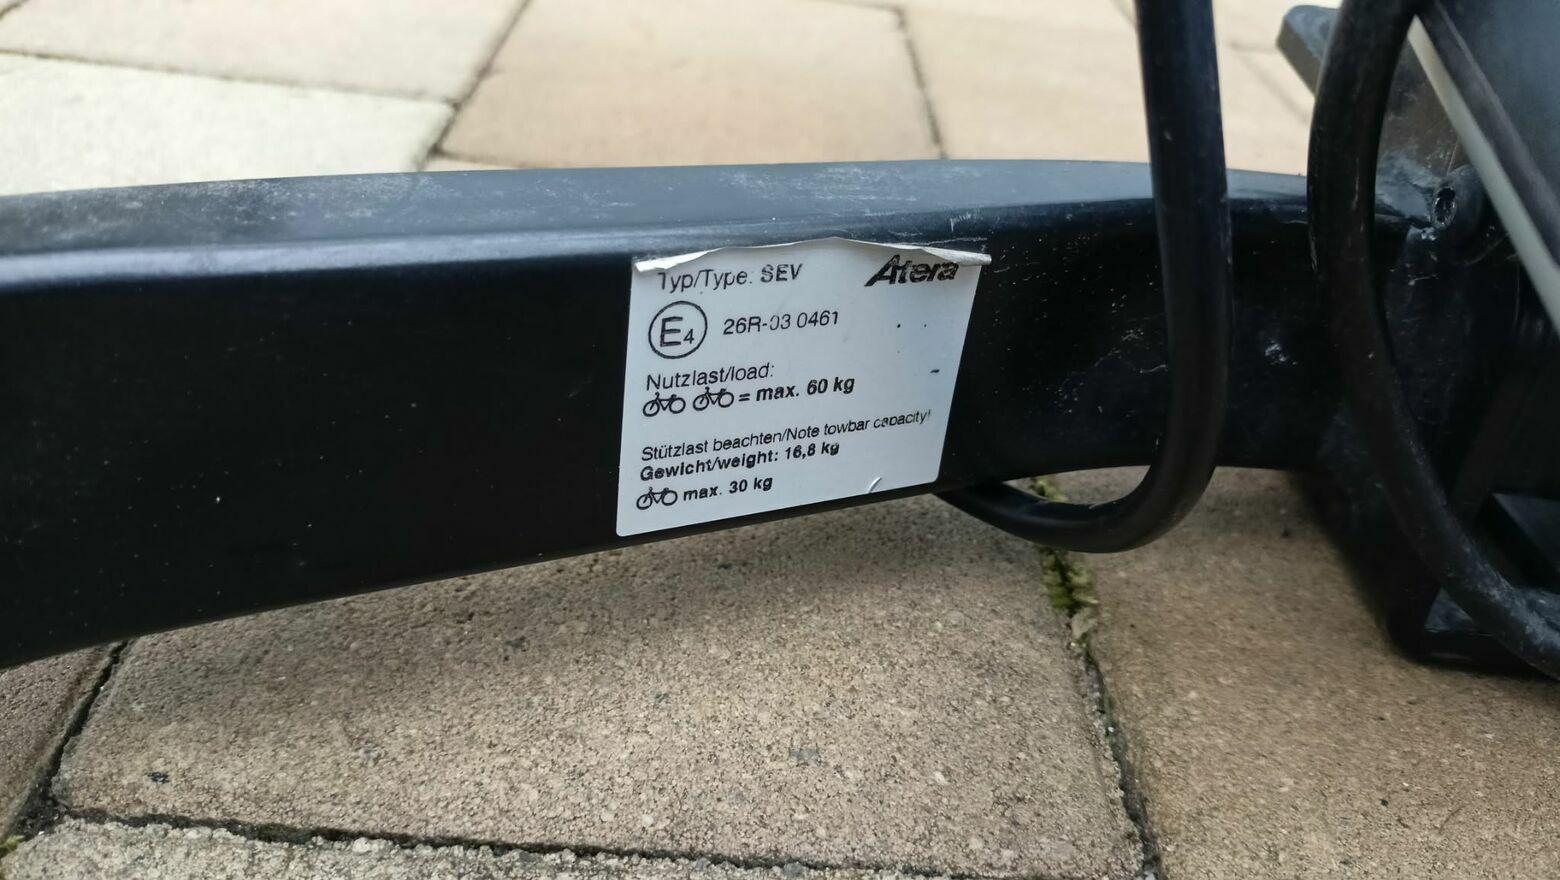 Typ/Type: SEV Atera
E4 26R-03 0461
Nutzlast/load:
= max. 60 kg
Stützlast beachten/Note towbar capacity!
Gewicht/weight: 16,8 kg
max. 30 kg